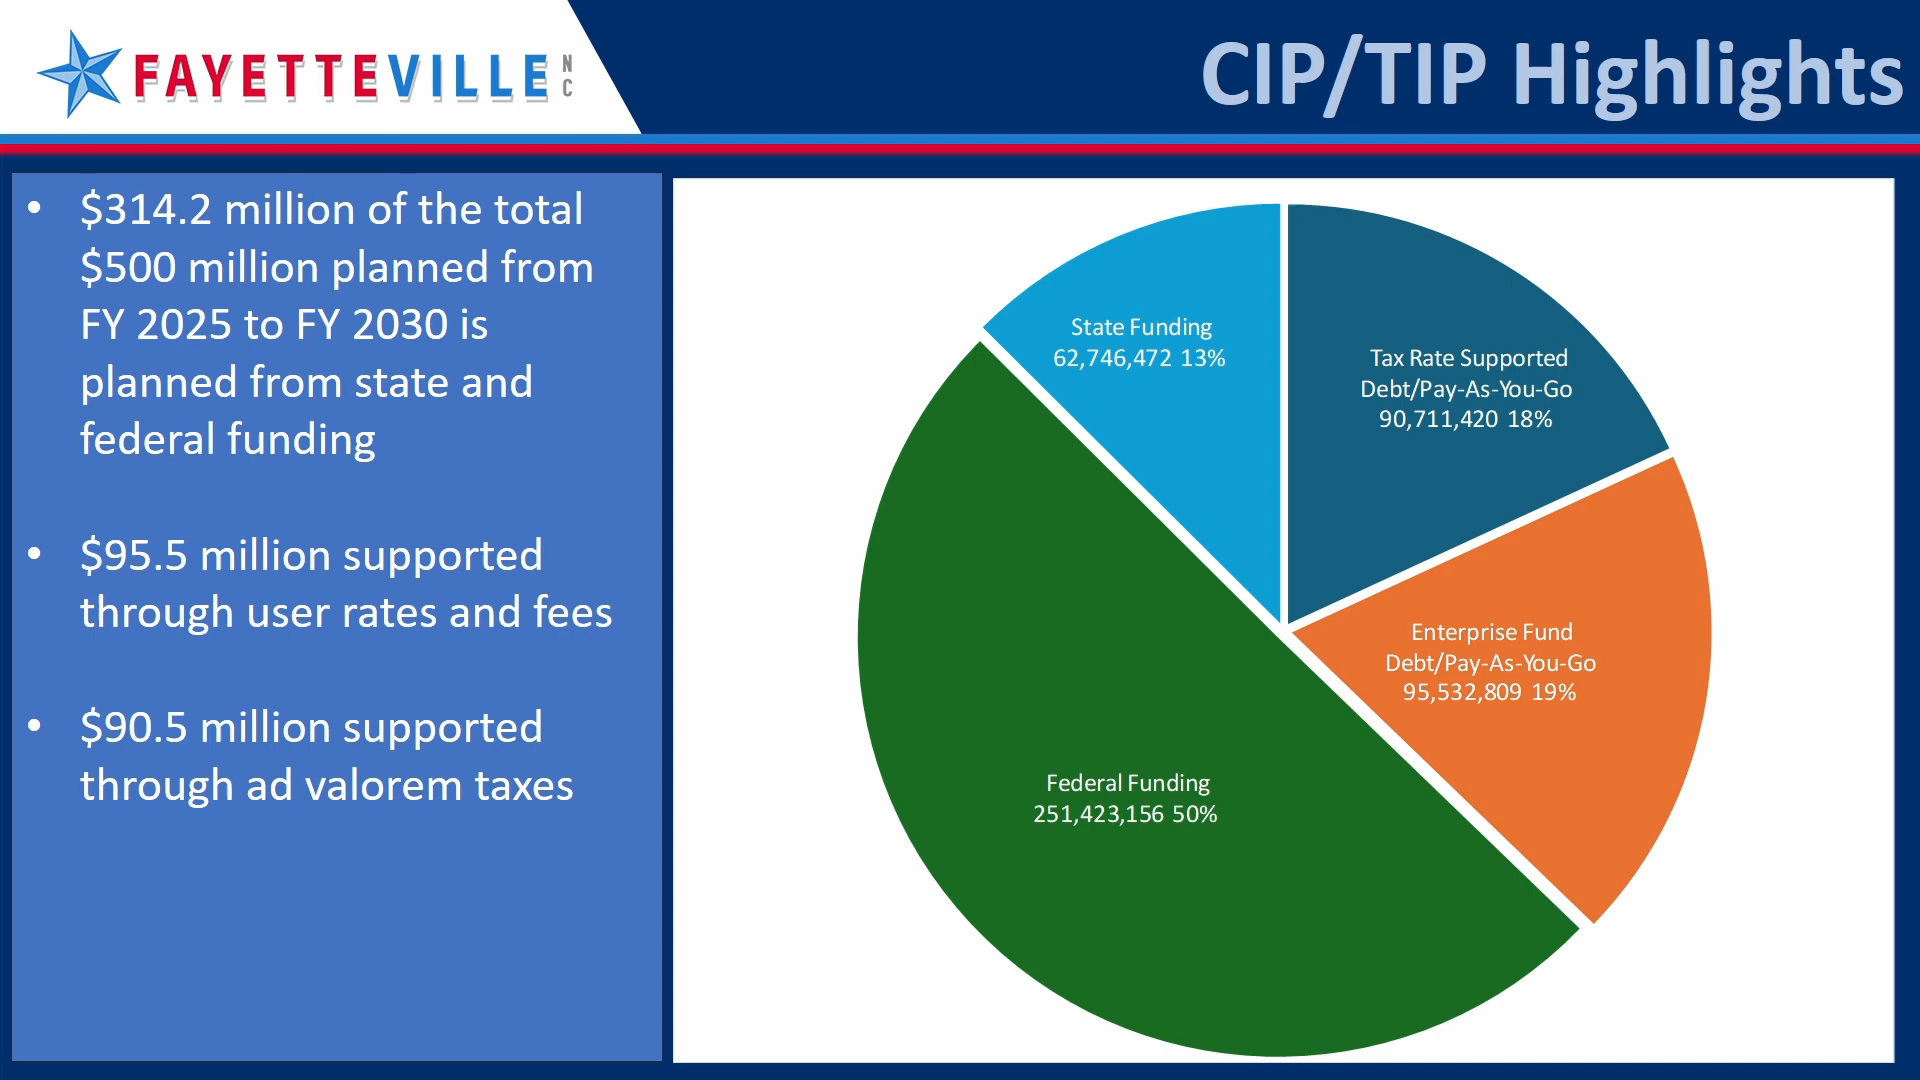 FAYETTEVILLE NC
CIP/TIP Highlights
• $314.2 million of the total
$500 million planned from
FY 2025 to FY 2030 is
planned from state and
federal funding
• $95.5 million supported
through user rates and fees
• $90.5 million supported
through ad valorem taxes
State Funding
62,746,472 13%
Tax Rate Supported
Debt/Pay-As-You-Go
90,711,420 18%
Enterprise Fund
Debt/Pay-As-You-Go
95,532,809 19%
Federal Funding
251,423,156 50%